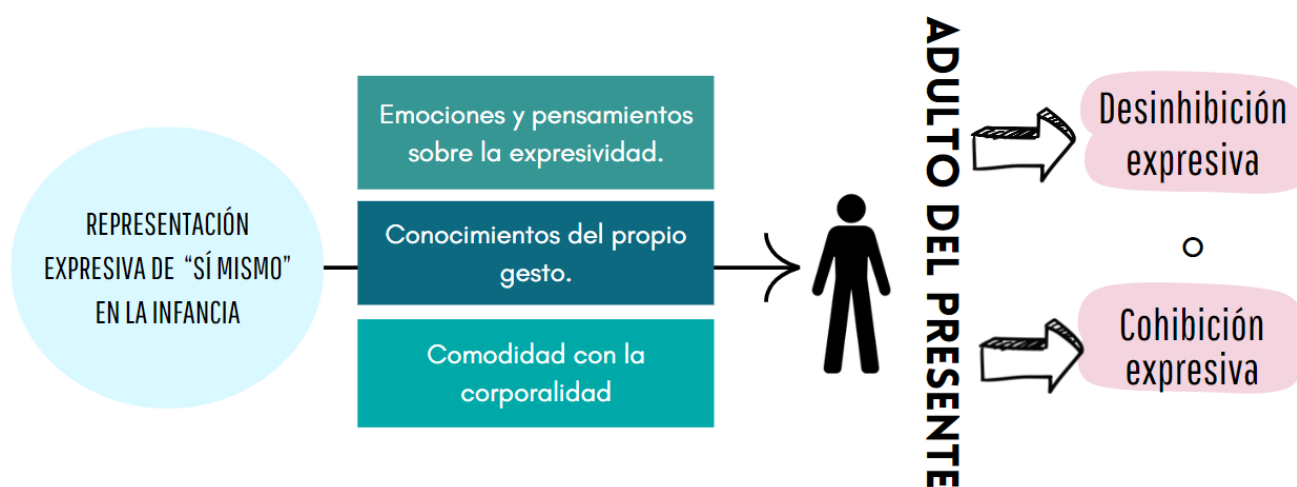 REPRESENTACIÓN
EXPRESIVA DE “SÍ MISMO”
EN LA INFANCIA
Emociones y pensamientos
sobre la expresividad.
Conocimientos del propio
gesto.
Comodidad con la
corporalidad
ADULTO DEL PRESENTE
Desinhibición
expresiva
o
Cohibición
expresiva